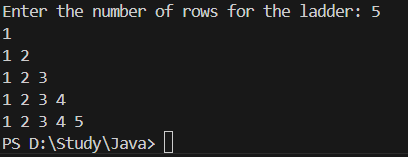 Enter the number of rows for the ladder: 5
1
1 2
1 2 3
1 2 3 4
1 2 3 4 5
PS D:\Study\Java>